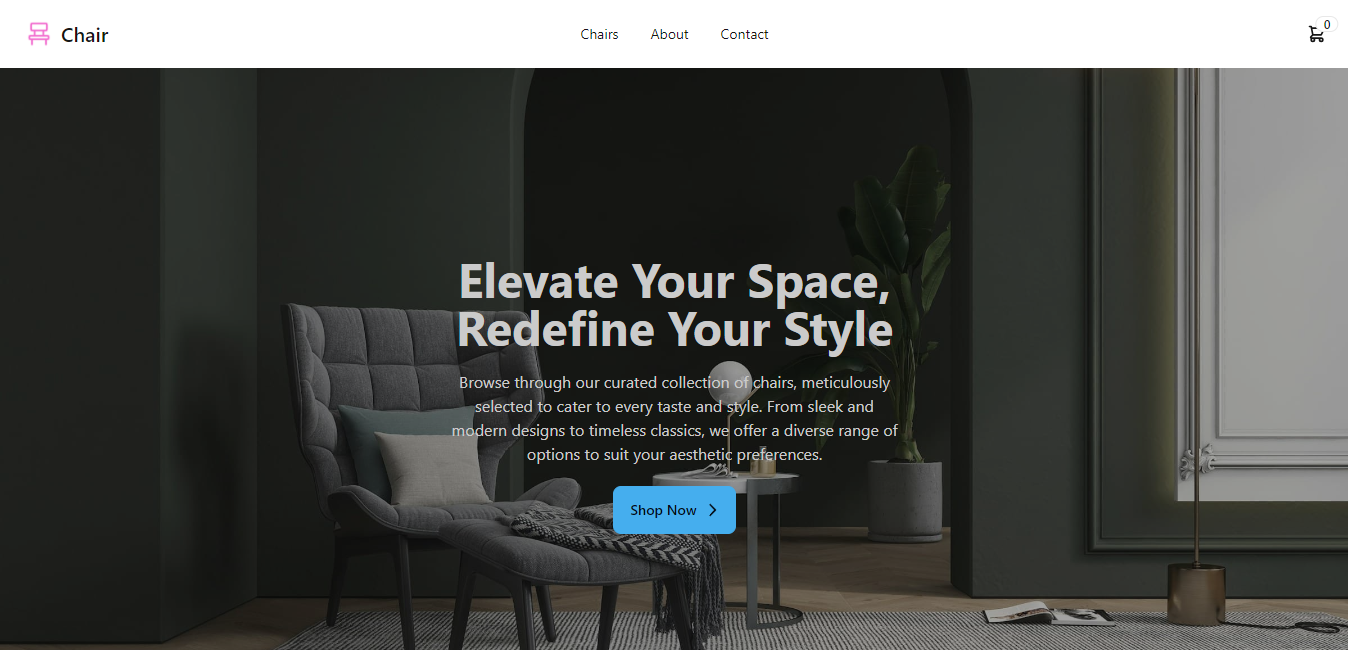 Chair
Chairs About Contact
0
Elevate Your Space,
Redefine Your Style
Browse through our curated collection of chairs, meticulously
selected to cater to every taste and style. From sleek and
modern designs to timeless classics, we offer a diverse range of
options to suit your aesthetic preferences.
Shop Now